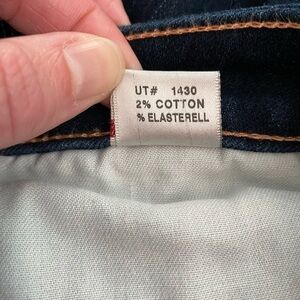 UT# 1430
2% COTTON
% ELASTERELL